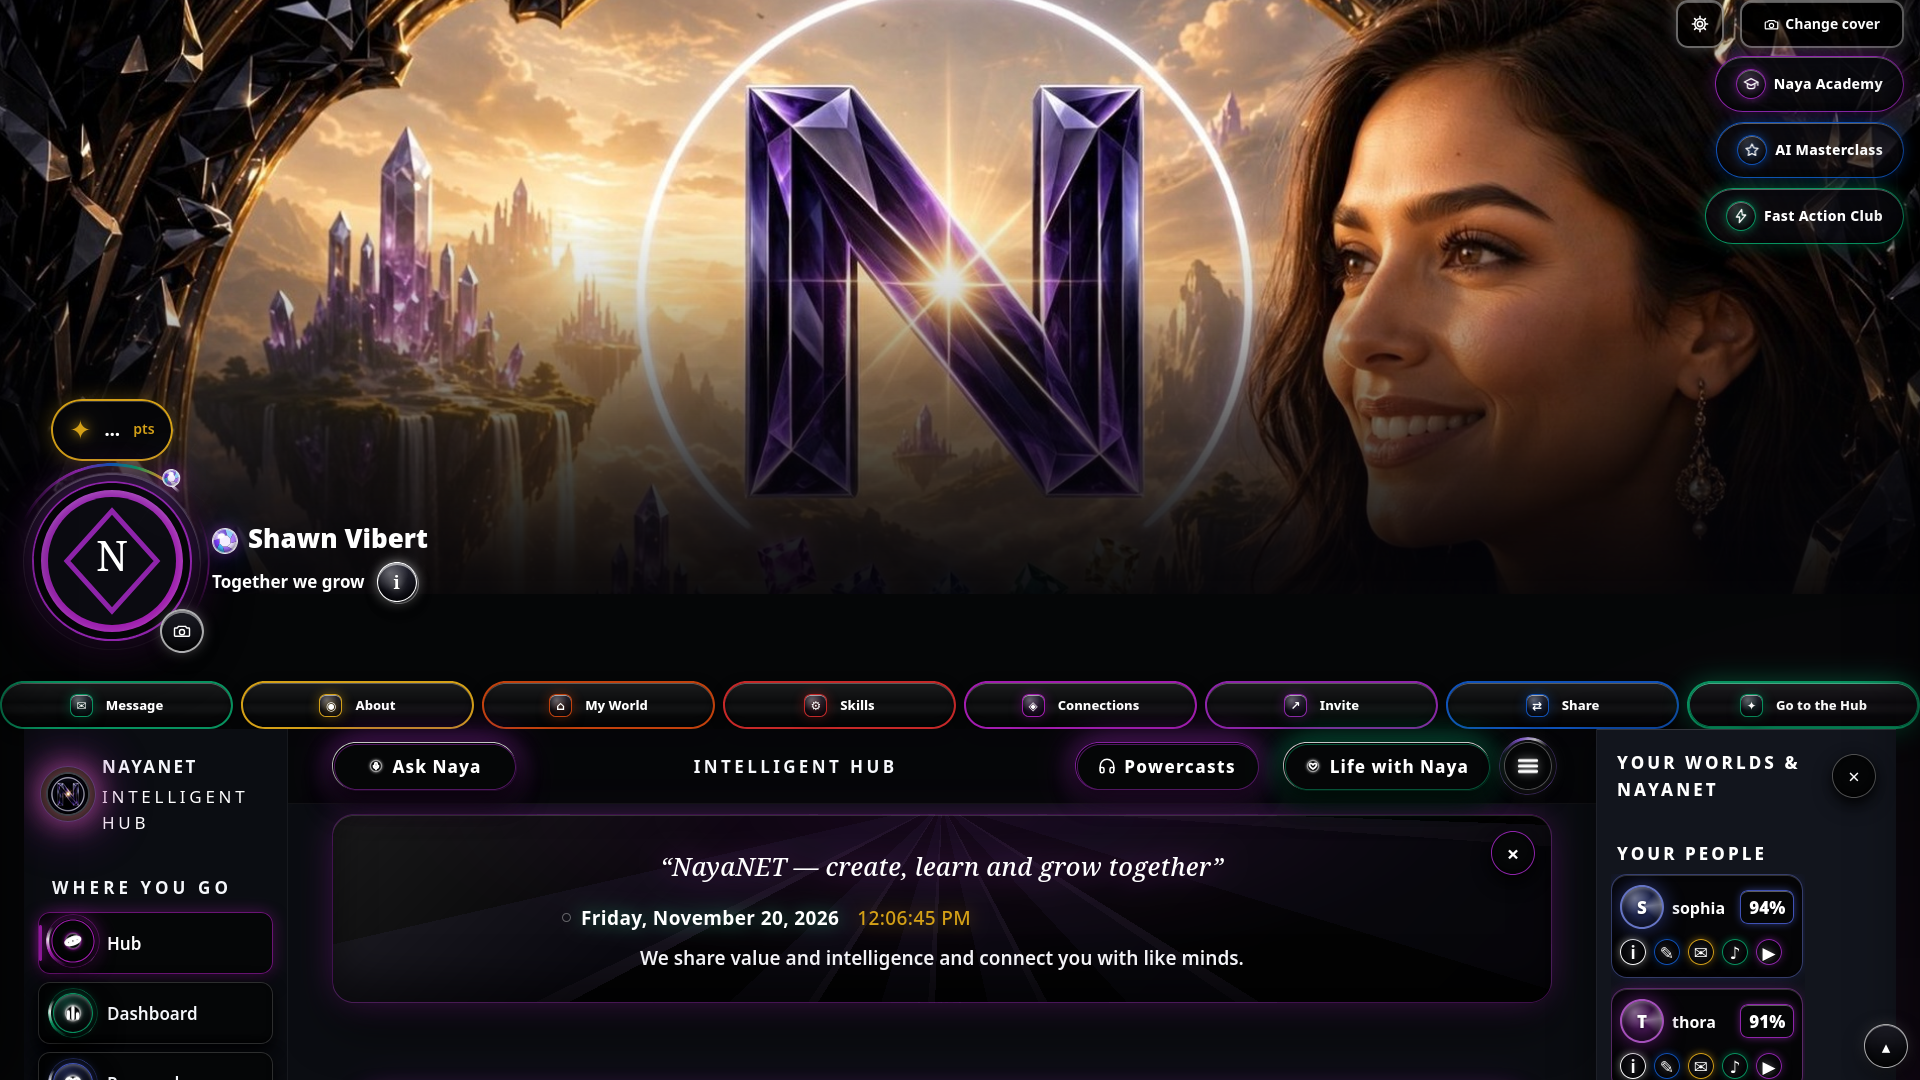 Change cover
Naya Academy
AI Masterclass
Fast Action Club
N
... pts
N
Shawn Vibert
Together we grow i
Message
About
My World
Skills
Connections
Invite
Share
Go to the Hub
NAYANET
INTELLIGENT
HUB
WHERE YOU GO
Hub
Dashboard
Ask Naya
INTELLIGENT HUB
Powercasts
Life with Naya
“NayaNET — create, learn and grow together”
Friday, November 20, 2026 12:06:45 PM
We share value and intelligence and connect you with like minds.
YOUR WORLDS &
NAYANET
YOUR PEOPLE
S sophia 94%
T thora 91%